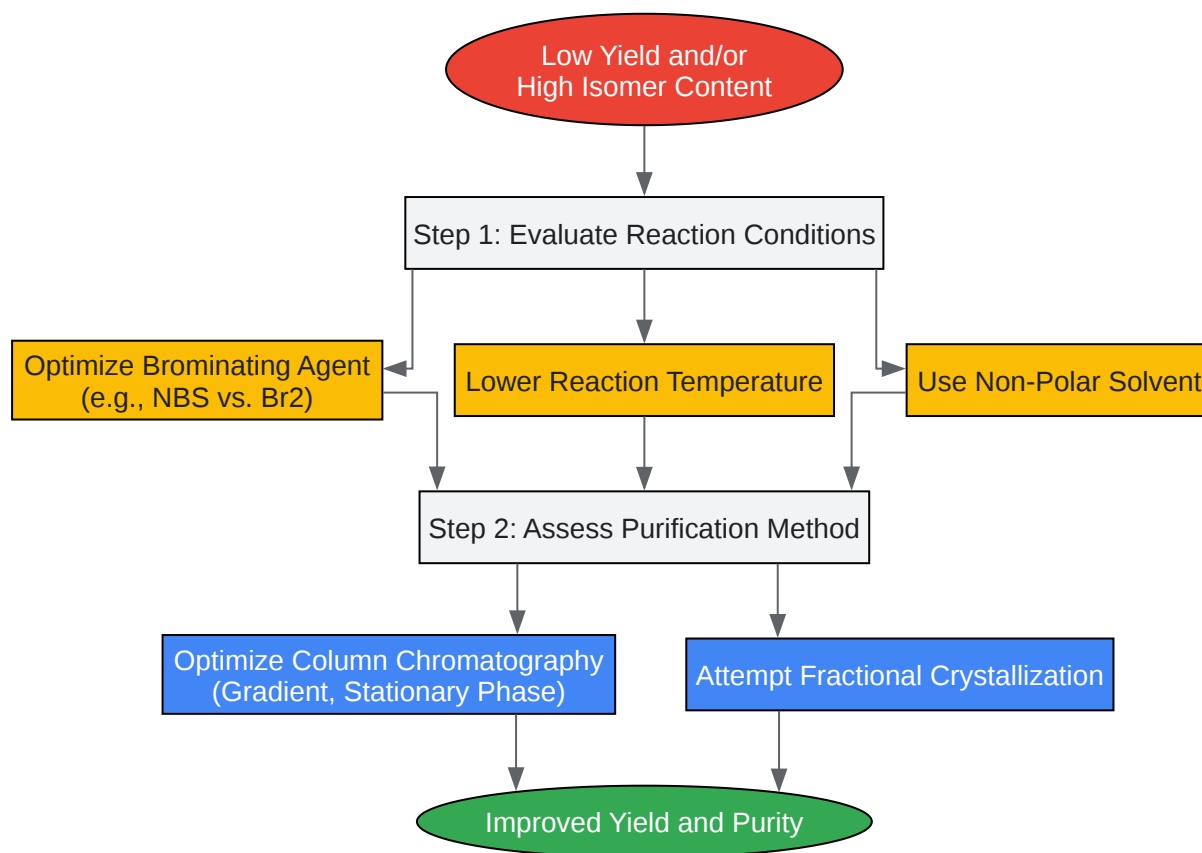 Low Yield and/or
High Isomer Content
Step 1: Evaluate Reaction Conditions
Optimize Brominating Agent
(e.g., NBS vs. Br2)
Lower Reaction Temperature
Use Non-Polar Solvent
Step 2: Assess Purification Method
Optimize Column Chromatography
(Gradient, Stationary Phase)
Attempt Fractional Crystallization
Improved Yield and Purity